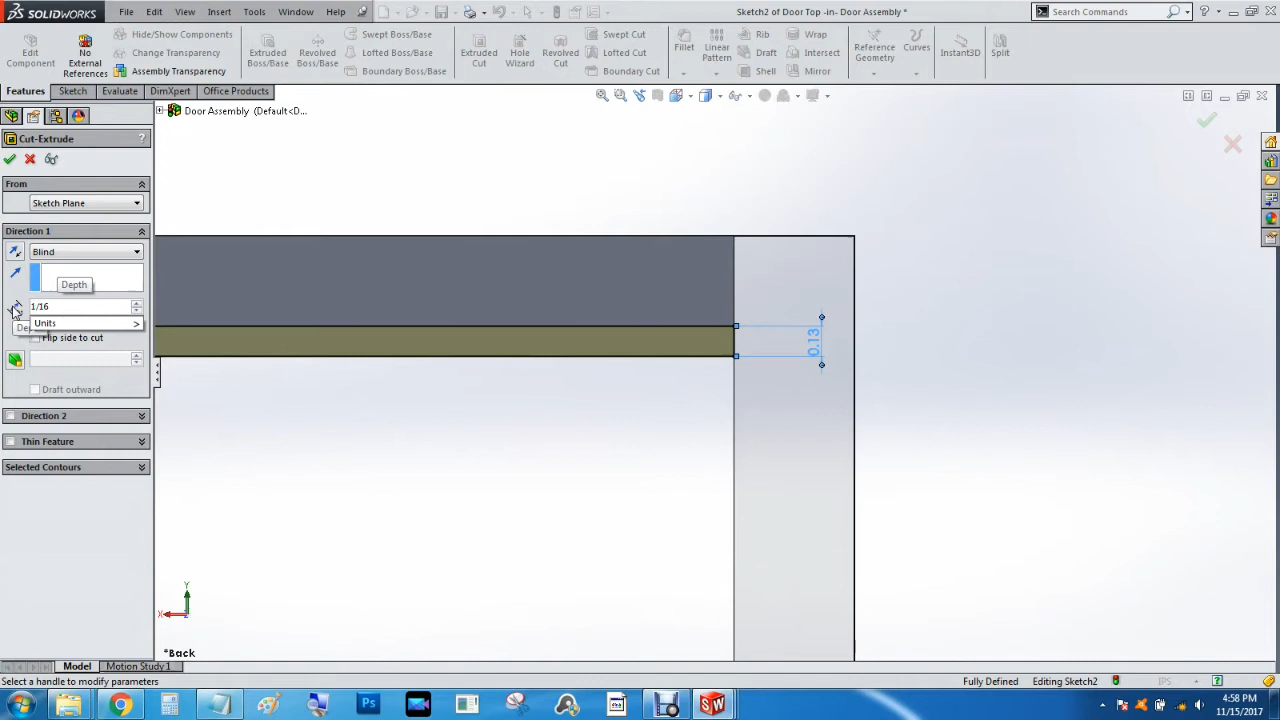 SOLIDWORKS File Edit View Insert Tools Window Help Sketch2 of Door Top -in- Door Assembly * Search Commands
Edit Component
No External References
Hide/Show Components
Change Transparency
Assembly Transparency
Extruded Boss/Base
Revolved Boss/Base
Swept Boss/Base
Lofted Boss/Base
Boundary Boss/Base
Extruded Cut
Hole Wizard
Revolved Cut
Swept Cut
Lofted Cut
Boundary Cut
Fillet
Linear Pattern
Rib
Draft
Shell
Wrap
Intersect
Mirror
Reference Geometry
Curves
Instant3D
Split
Features Sketch Evaluate DimXpert Office Products
Door Assembly (Default<D...
Cut-Extrude ?
From
Sketch Plane
Direction 1
Blind
Depth
1/16
Units >
Flip side to cut
Draft outward
Direction 2
Thin Feature
Selected Contours
0.13
Y
X
*Back
Model Motion Study 1
Select a handle to modify parameters Fully Defined Editing Sketch2 IPS
4:58 PM
11/15/2017